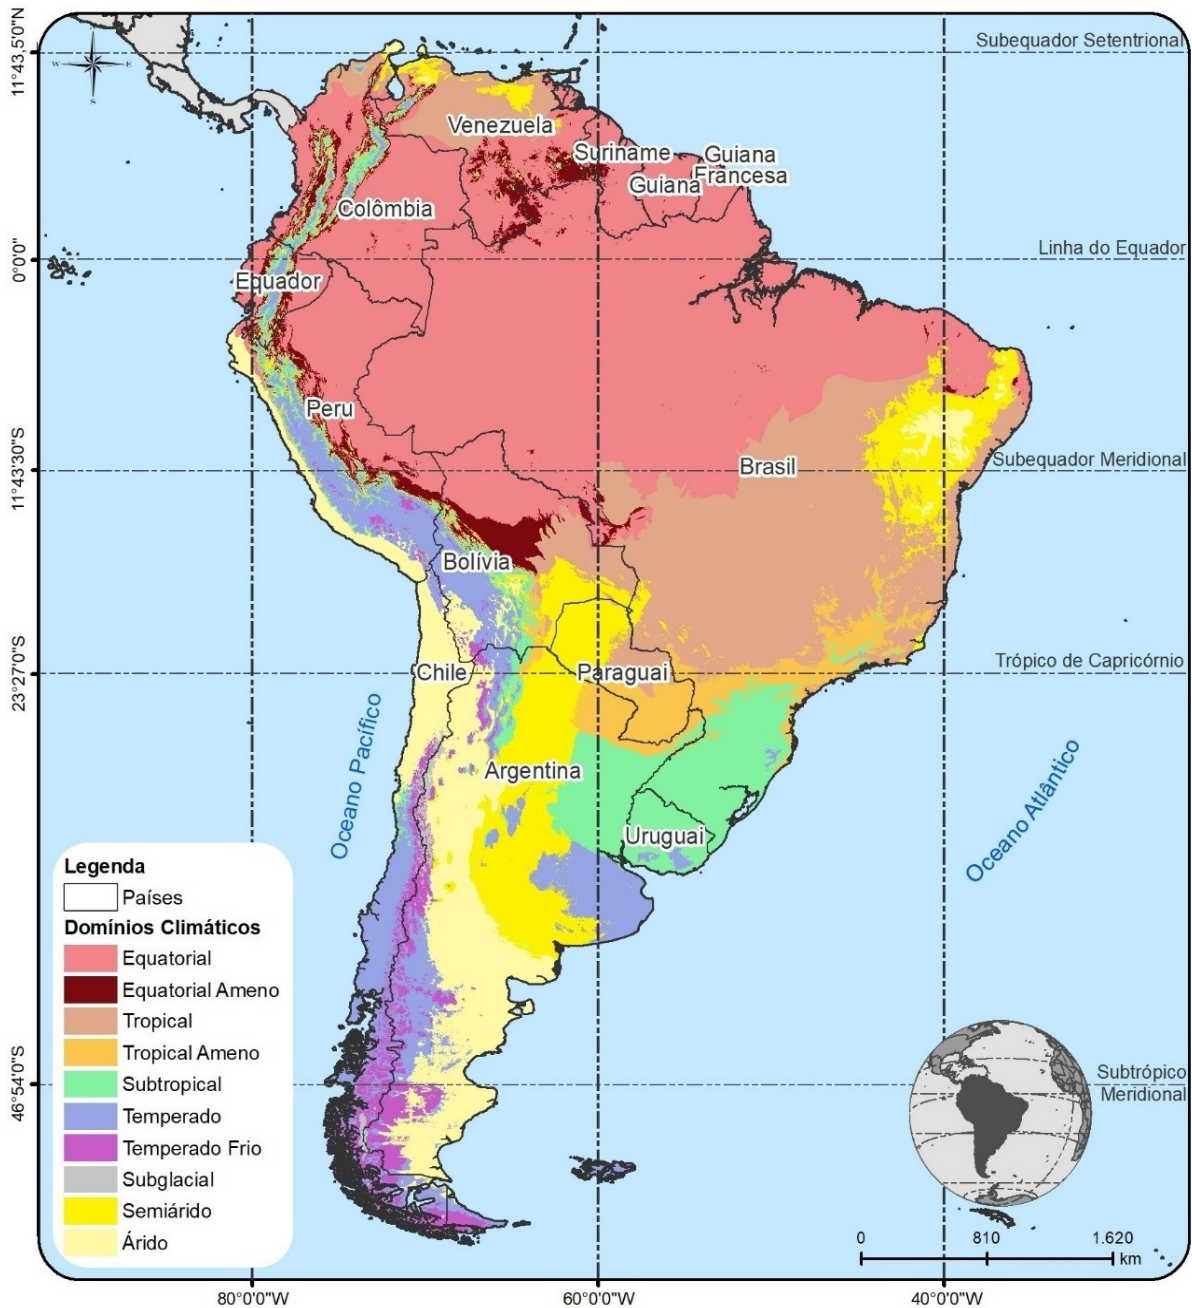 11°43,5'0"N
Subequador Setentrional
W
E
S
Venezuela
Suriname
Guiana
Francesa
Guiana
Colômbia
0°0'0"
Linha do Equador
Equador
Peru
Brasil
11°43'30"S
Subequador Meridional
Bolívia
23°27'0"S
Trópico de Capricórnio
Chile
Paraguai
Oceano Pacífico
Argentina
Oceano Atlântico
Uruguai
46°54'0"S
Subtrópico
Meridional
Legenda
Países
Domínios Climáticos
Equatorial
Equatorial Ameno
Tropical
Tropical Ameno
Subtropical
Temperado
Temperado Frio
Subglacial
Semiárido
Árido
0 810 1.620
km
80°0'0"W 60°0'0"W 40°0'0"W